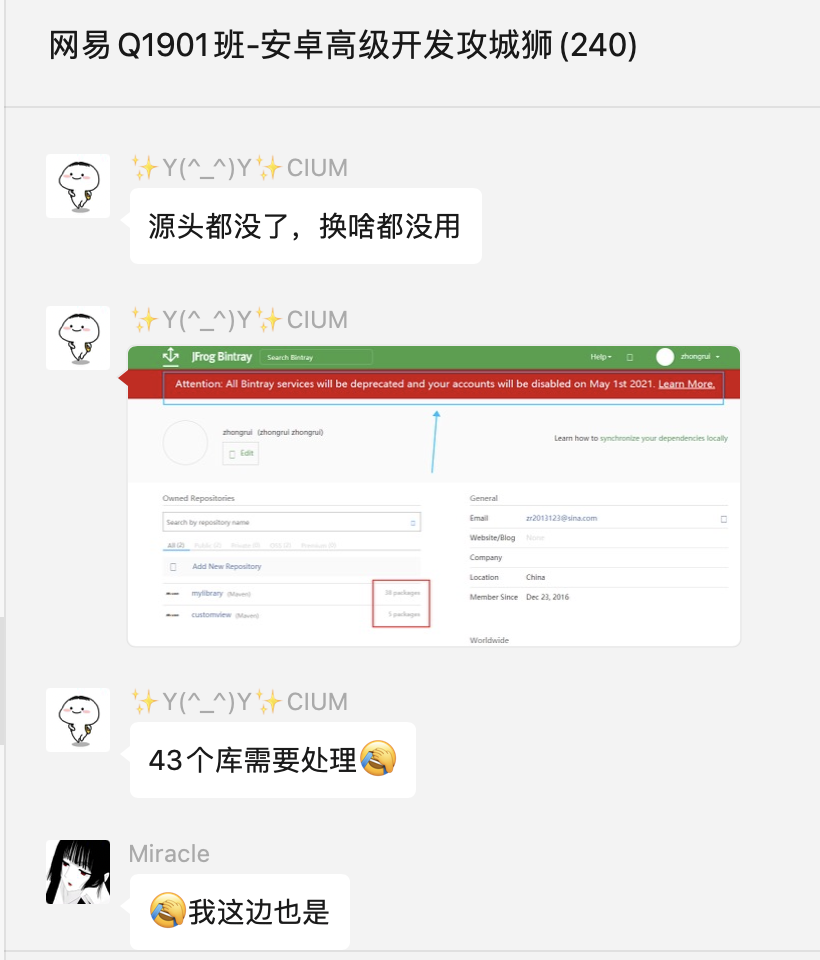 网易Q1901班-安卓高级开发攻城狮(240)
✨Y(^_^)Y✨CIUM
源头都没了，换啥都没用
✨Y(^_^)Y✨CIUM
JFrog Bintray Search Bintray Help zhongrui
Attention: All Bintray services will be deprecated and your accounts will be disabled on May 1st 2021. Learn More.
zhongrui (zhongrui zhongrui)
Edit
Learn how to synchronize your dependencies locally
Owned Repositories
Search by repository name
All (2) Public (2) Private (0) OSS (2) Premium (0)
Add New Repository
mylibrary (Maven) 38 packages
customview (Maven) 5 packages
General
Email zr2013123@sina.com
Website/Blog None
Company
Location China
Member Since Dec 23, 2016
Worldwide
✨Y(^_^)Y✨CIUM
43个库需要处理🤣
Miracle
🤣我这边也是